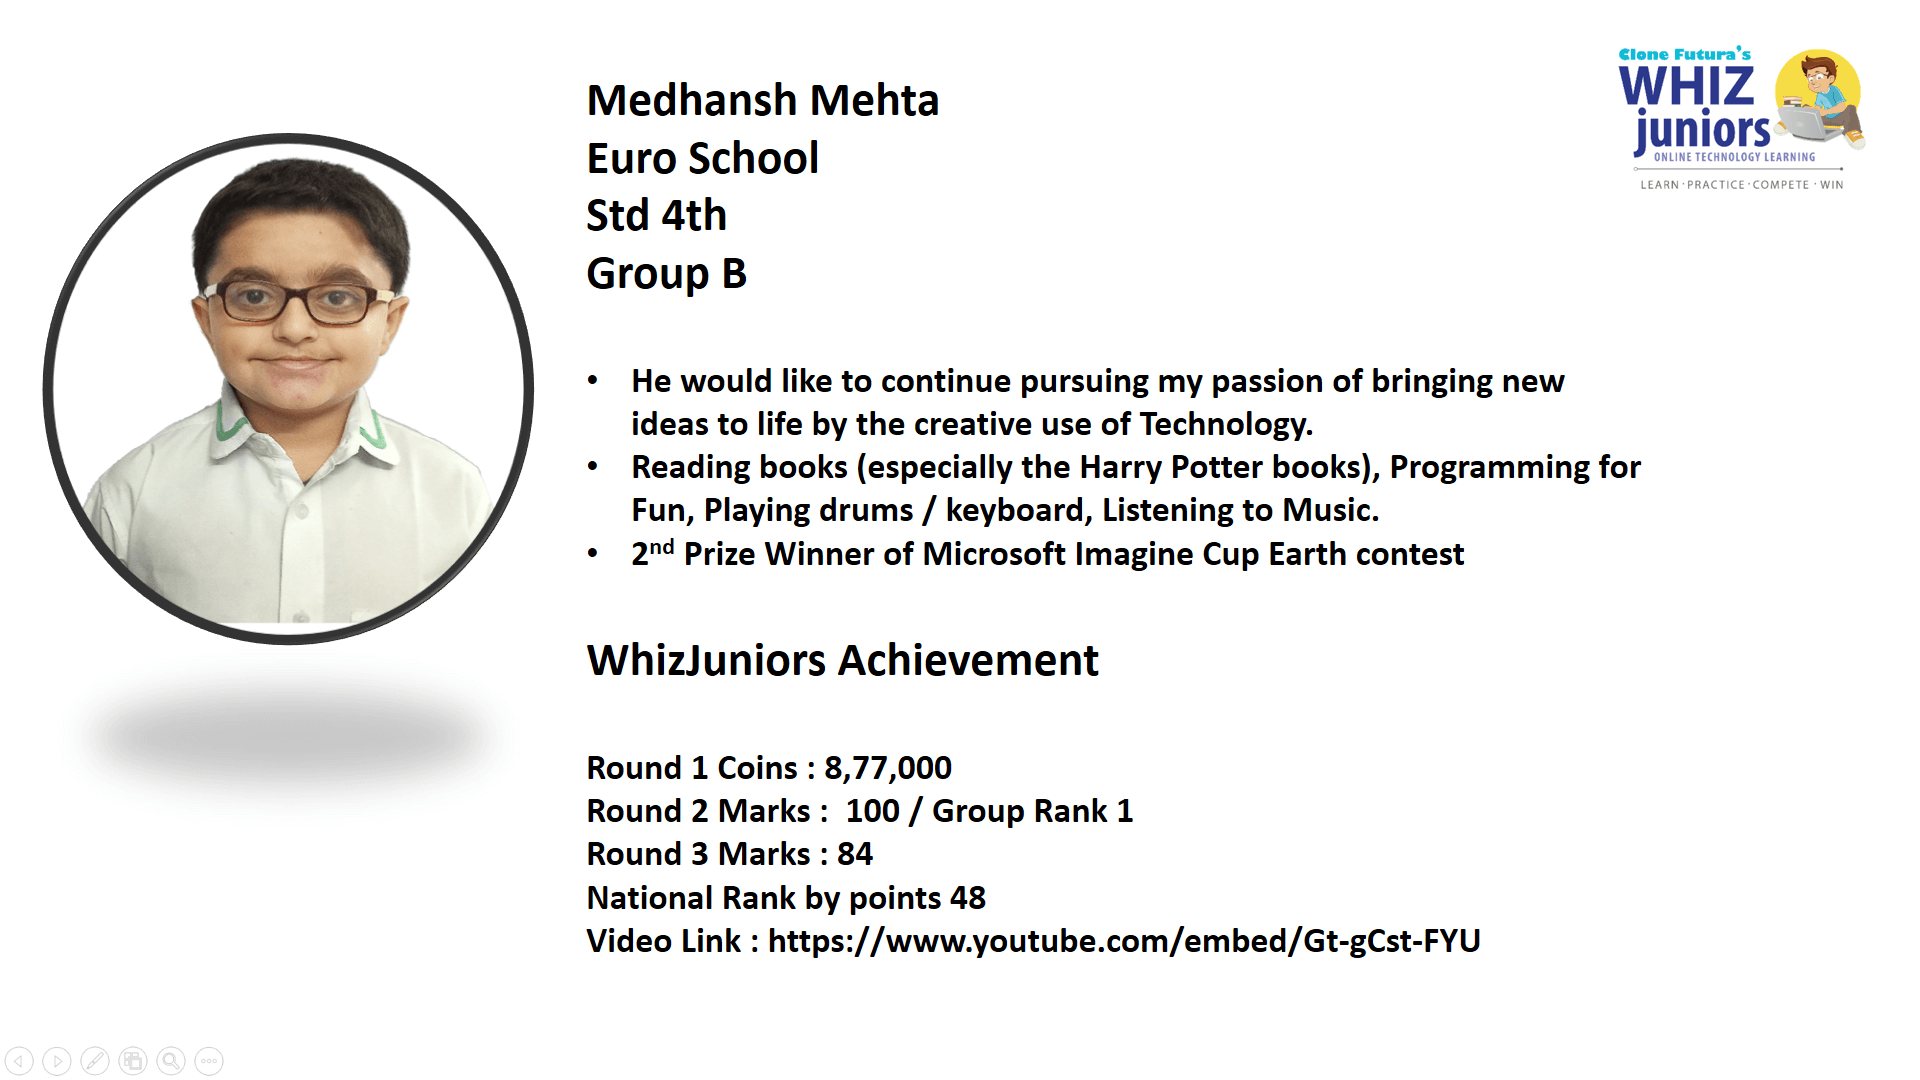 Clone Futura's
WHIZ
juniors
ONLINE TECHNOLOGY LEARNING
LEARN · PRACTICE · COMPETE · WIN
Medhansh Mehta
Euro School
Std 4th
Group B
• He would like to continue pursuing my passion of bringing new
ideas to life by the creative use of Technology.
• Reading books (especially the Harry Potter books), Programming for
Fun, Playing drums / keyboard, Listening to Music.
• 2nd Prize Winner of Microsoft Imagine Cup Earth contest
WhizJuniors Achievement
Round 1 Coins : 8,77,000
Round 2 Marks :  100 / Group Rank 1
Round 3 Marks : 84
National Rank by points 48
Video Link : https://www.youtube.com/embed/Gt-gCst-FYU